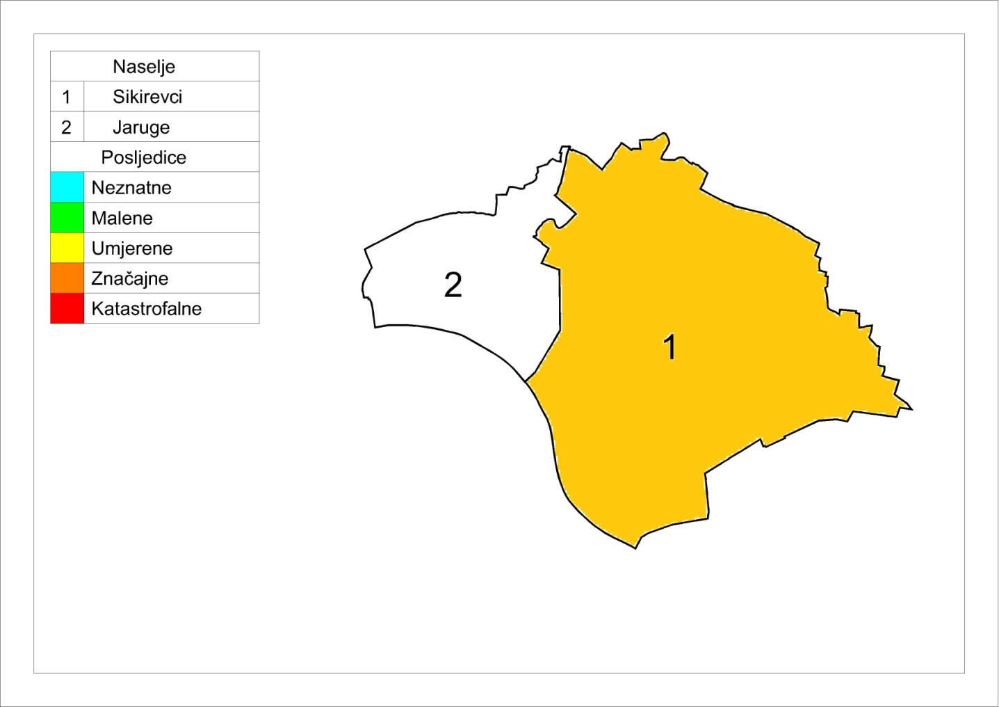 Naselje
1 Sikirevci
2 Jaruge
Posljedice
Neznatne
Malene
Umjerene
Značajne
Katastrofalne
2
1